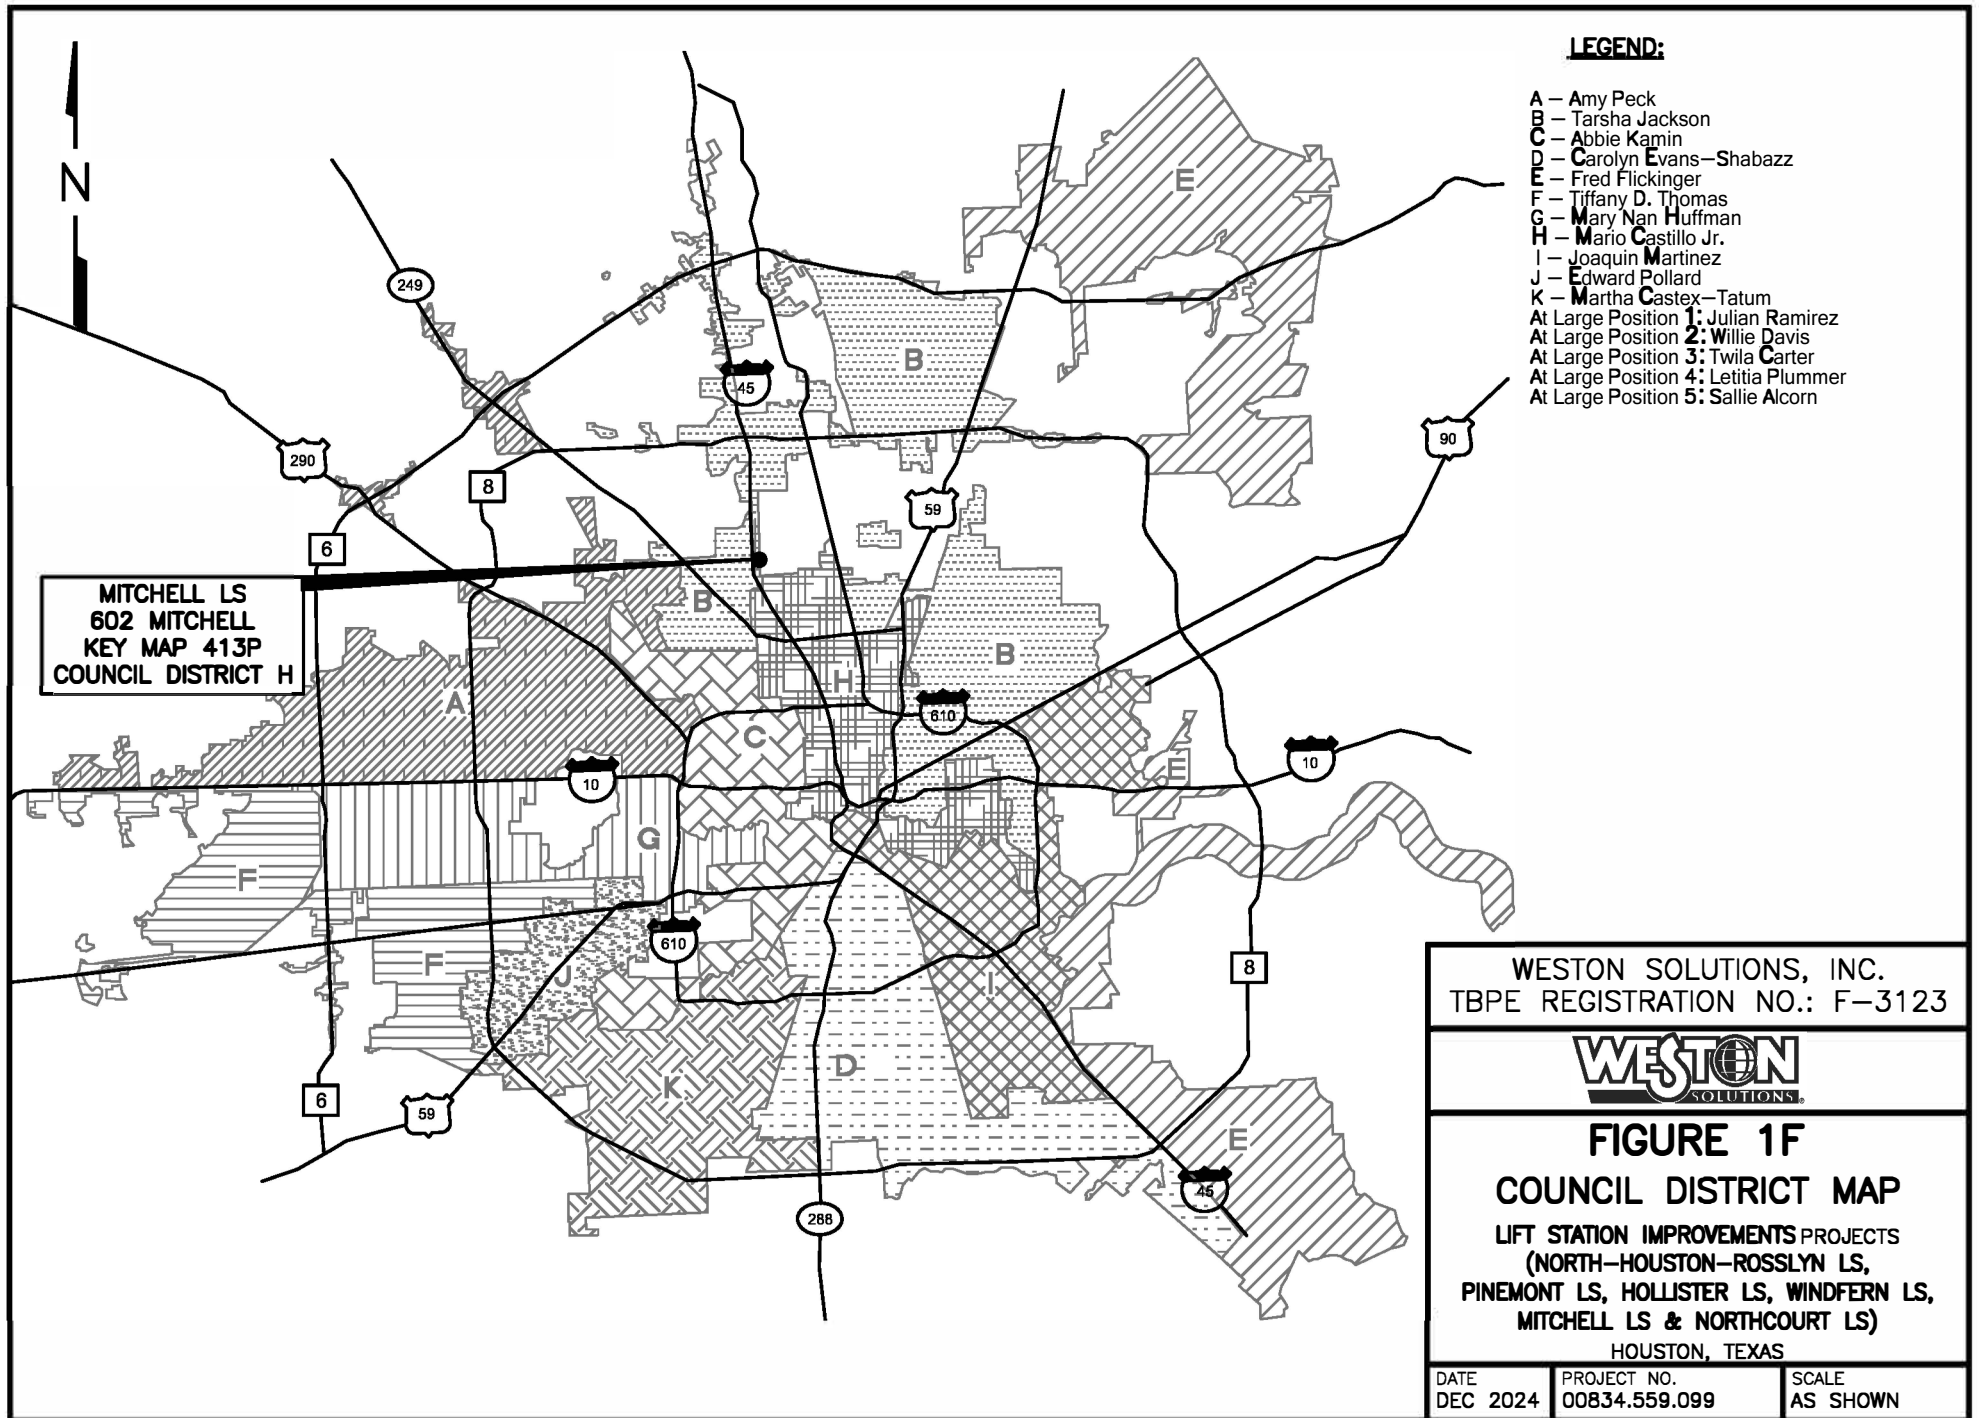 LEGEND:
A – Amy Peck
B – Tarsha Jackson
C – Abbie Kamin
D – Carolyn Evans–Shabazz
E – Fred Flickinger
F – Tiffany D. Thomas
G – Mary Nan Huffman
H – Mario Castillo Jr.
I – Joaquin Martinez
J – Edward Pollard
K – Martha Castex–Tatum
At Large Position 1: Julian Ramirez
At Large Position 2: Willie Davis
At Large Position 3: Twila Carter
At Large Position 4: Letitia Plummer
At Large Position 5: Sallie Alcorn
N
E
249
B
45
290
8
90
59
6
MITCHELL LS
602 MITCHELL
KEY MAP 413P
COUNCIL DISTRICT H
B
B
H
A
610
C
E
10
10
G
F
F
610
J
I
8
D
K
6
59
E
45
288
WESTON SOLUTIONS, INC.
TBPE REGISTRATION NO.: F–3123
WESTON
SOLUTIONS®
FIGURE 1F
COUNCIL DISTRICT MAP
LIFT STATION IMPROVEMENTS PROJECTS
(NORTH–HOUSTON–ROSSLYN LS,
PINEMONT LS, HOLLISTER LS, WINDFERN LS,
MITCHELL LS & NORTHCOURT LS)
HOUSTON, TEXAS
DATE
DEC 2024
PROJECT NO.
00834.559.099
SCALE
AS SHOWN